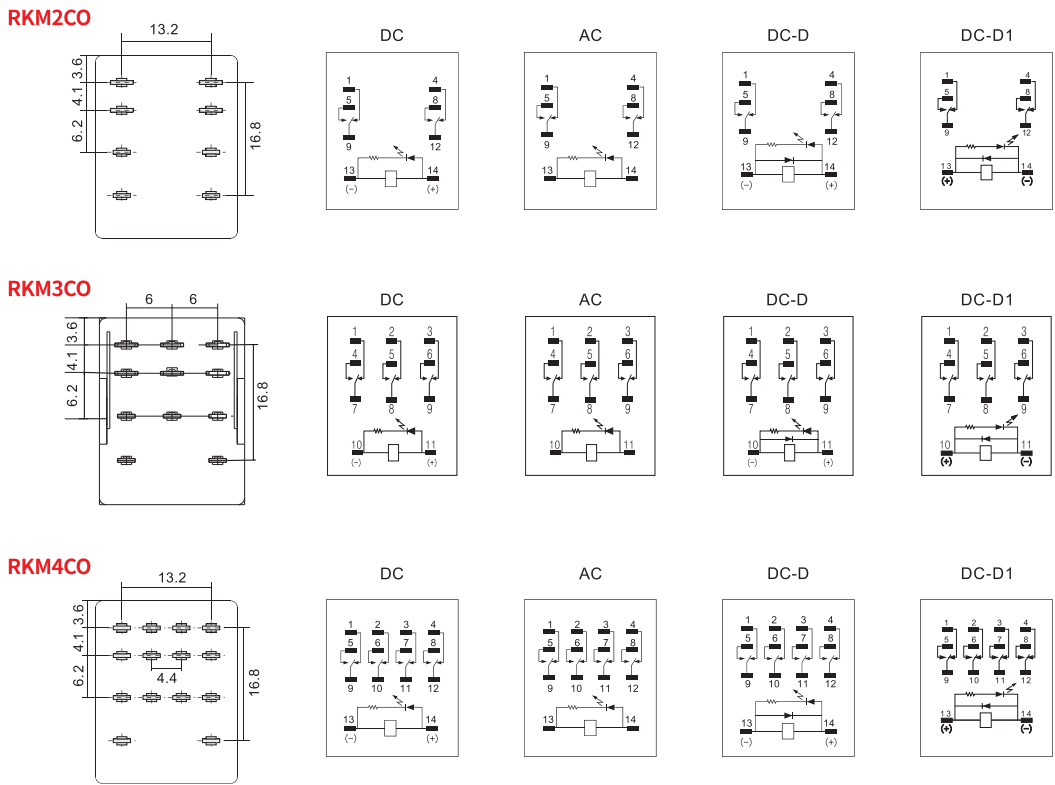 RKM2CO
13.2
3.6
4.1
6.2
16.8
DC
1 4
5 8
9 12
13 14
(−) (+)
AC
1 4
5 8
9 12
13 14
DC-D
1 4
5 8
9 12
13 14
(−) (+)
DC-D1
1 4
5 8
9 12
13 14
(+) (−)
RKM3CO
6 6
3.6
4.1
6.2
16.8
DC
1 2 3
4 5 6
7 8 9
10 11
(−) (+)
AC
1 2 3
4 5 6
7 8 9
10 11
DC-D
1 2 3
4 5 6
7 8 9
10 11
(−) (+)
DC-D1
1 2 3
4 5 6
7 8 9
10 11
(+) (−)
RKM4CO
13.2
3.6
4.1
6.2
4.4
16.8
DC
1 2 3 4
5 6 7 8
9 10 11 12
13 14
(−) (+)
AC
1 2 3 4
5 6 7 8
9 10 11 12
13 14
DC-D
1 2 3 4
5 6 7 8
9 10 11 12
13 14
(−) (+)
DC-D1
1 2 3 4
5 6 7 8
9 10 11 12
13 14
(+) (−)